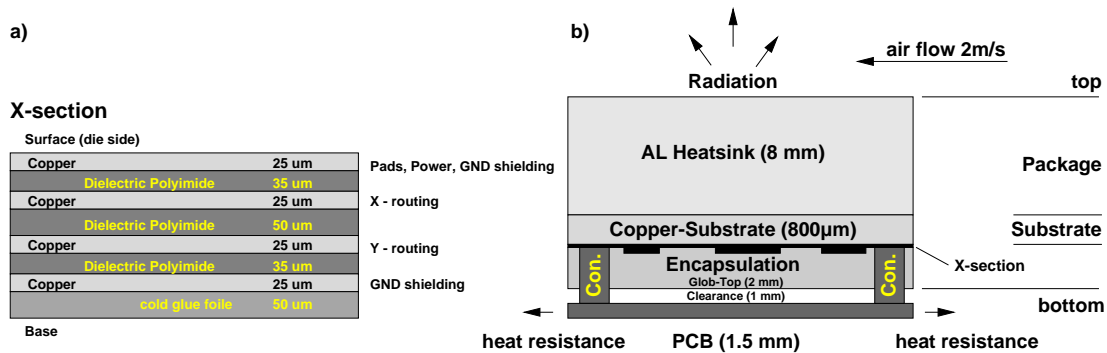 a)
X-section
Surface (die side)
Copper 25 um
Pads, Power, GND shielding
Dielectric Polyimide 35 um
Copper 25 um
X - routing
Dielectric Polyimide 50 um
Copper 25 um
Y - routing
Dielectric Polyimide 35 um
Copper 25 um
GND shielding
cold glue foile 50 um
Base
b)
air flow 2m/s
Radiation
top
AL Heatsink (8 mm)
Package
Copper-Substrate (800µm)
Substrate
Con.
Encapsulation
Glob-Top (2 mm)
Con.
X-section
Clearance (1 mm)
bottom
heat resistance
PCB (1.5 mm)
heat resistance